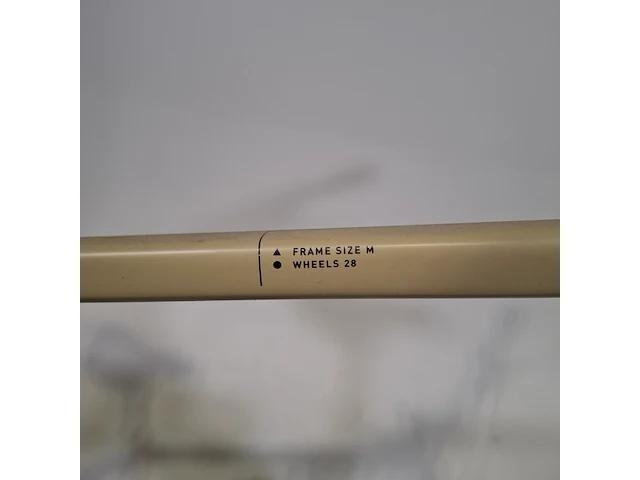 ▲ FRAME SIZE M
● WHEELS 28